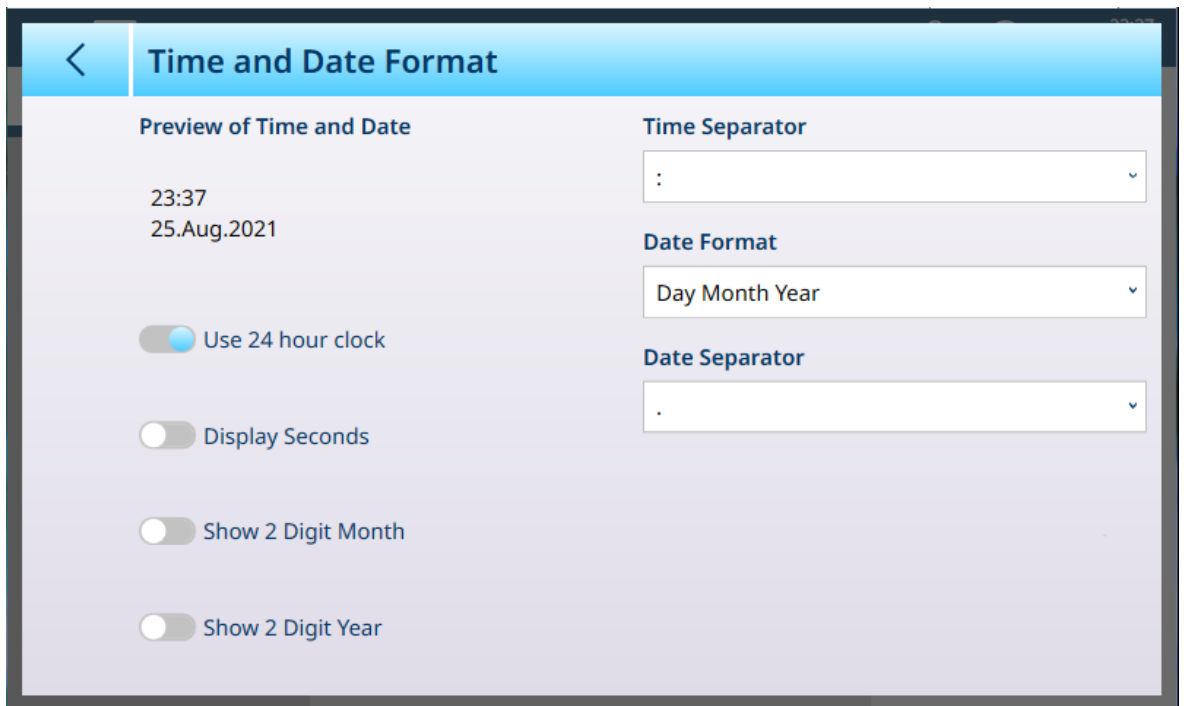 Time and Date Format
Preview of Time and Date
23:37
25.Aug.2021
Use 24 hour clock
Display Seconds
Show 2 Digit Month
Show 2 Digit Year
Time Separator
:
Date Format
Day Month Year
Date Separator
.